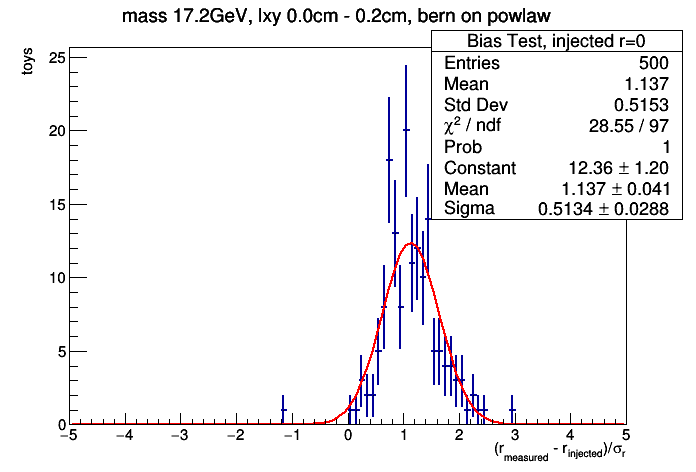 mass 17.2GeV, lxy 0.0cm - 0.2cm, bern on powlaw
Bias Test, injected r=0
Entries 500
Mean 1.137
Std Dev 0.5153
χ² / ndf 28.55 / 97
Prob 1
Constant 12.36 ± 1.20
Mean 1.137 ± 0.041
Sigma 0.5134 ± 0.0288
toys
25
20
15
10
5
0
−5 −4 −3 −2 −1 0 1 2 3 4 5
(r_measured - r_injected)/σ_r